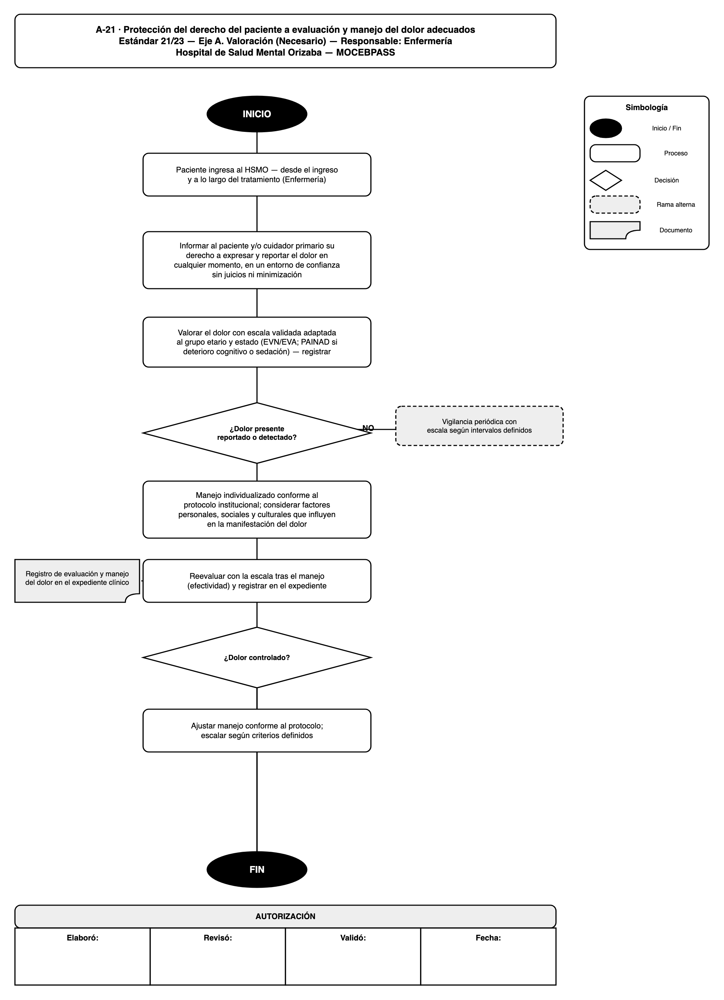 A-21 · Protección del derecho del paciente a evaluación y manejo del dolor adecuados
Estándar 21/23 — Eje A. Valoración (Necesario) — Responsable: Enfermería
Hospital de Salud Mental Orizaba — MOCEBPASS
INICIO
Simbología
Inicio / Fin
Proceso
Decisión
Rama alterna
Documento
Paciente ingresa al HSMO — desde el ingreso
y a lo largo del tratamiento (Enfermería)
Informar al paciente y/o cuidador primario su
derecho a expresar y reportar el dolor en
cualquier momento, en un entorno de confianza
sin juicios ni minimización
Valorar el dolor con escala validada adaptada
al grupo etario y estado (EVN/EVA; PAINAD si
deterioro cognitivo o sedación) — registrar
¿Dolor presente
reportado o detectado?
NO
Vigilancia periódica con
escala según intervalos definidos
Manejo individualizado conforme al
protocolo institucional; considerar factores
personales, sociales y culturales que influyen
en la manifestación del dolor
Registro de evaluación y manejo
del dolor en el expediente clínico
Reevaluar con la escala tras el manejo
(efectividad) y registrar en el expediente
¿Dolor controlado?
Ajustar manejo conforme al protocolo;
escalar según criterios definidos
FIN
AUTORIZACIÓN
Elaboró:
Revisó:
Validó:
Fecha: